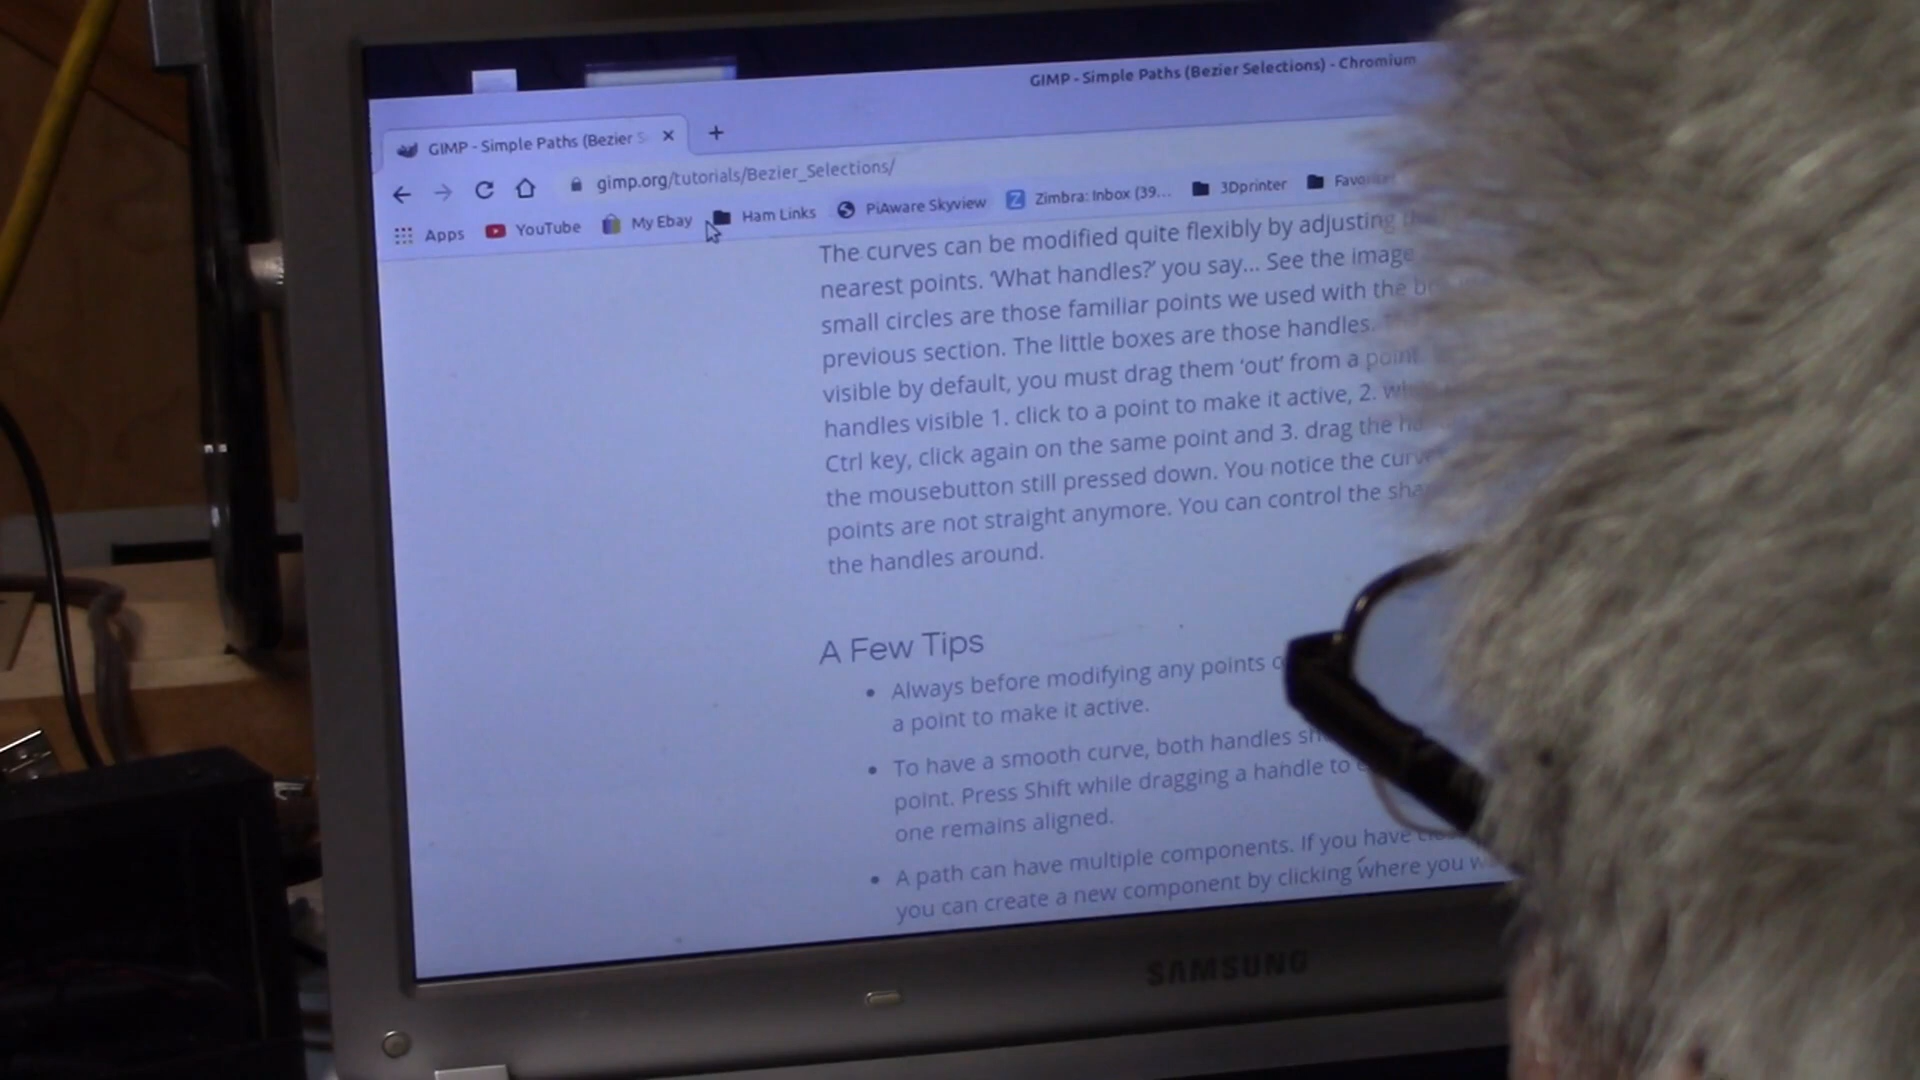 GIMP - Simple Paths (Bezier Selections) - Chromium
GIMP - Simple Paths (Bezier S
gimp.org/tutorials/Bezier_Selections/
Apps YouTube My Ebay Ham Links PiAware Skyview Zimbra: Inbox (39... 3Dprinter
The curves can be modified quite flexibly by adjusting
nearest points. ‘What handles?’ you say... See the image
small circles are those familiar points we used with the
previous section. The little boxes are those handles.
visible by default, you must drag them ‘out’ from a point
handles visible 1. click to a point to make it active, 2.
Ctrl key, click again on the same point and 3. drag the
the mousebutton still pressed down. You notice the
points are not straight anymore. You can control the
the handles around.
A Few Tips
• Always before modifying any points
a point to make it active.
• To have a smooth curve, both handles
point. Press Shift while dragging a handle to
one remains aligned.
• A path can have multiple components. If you have
you can create a new component by clicking where you
SAMSUNG